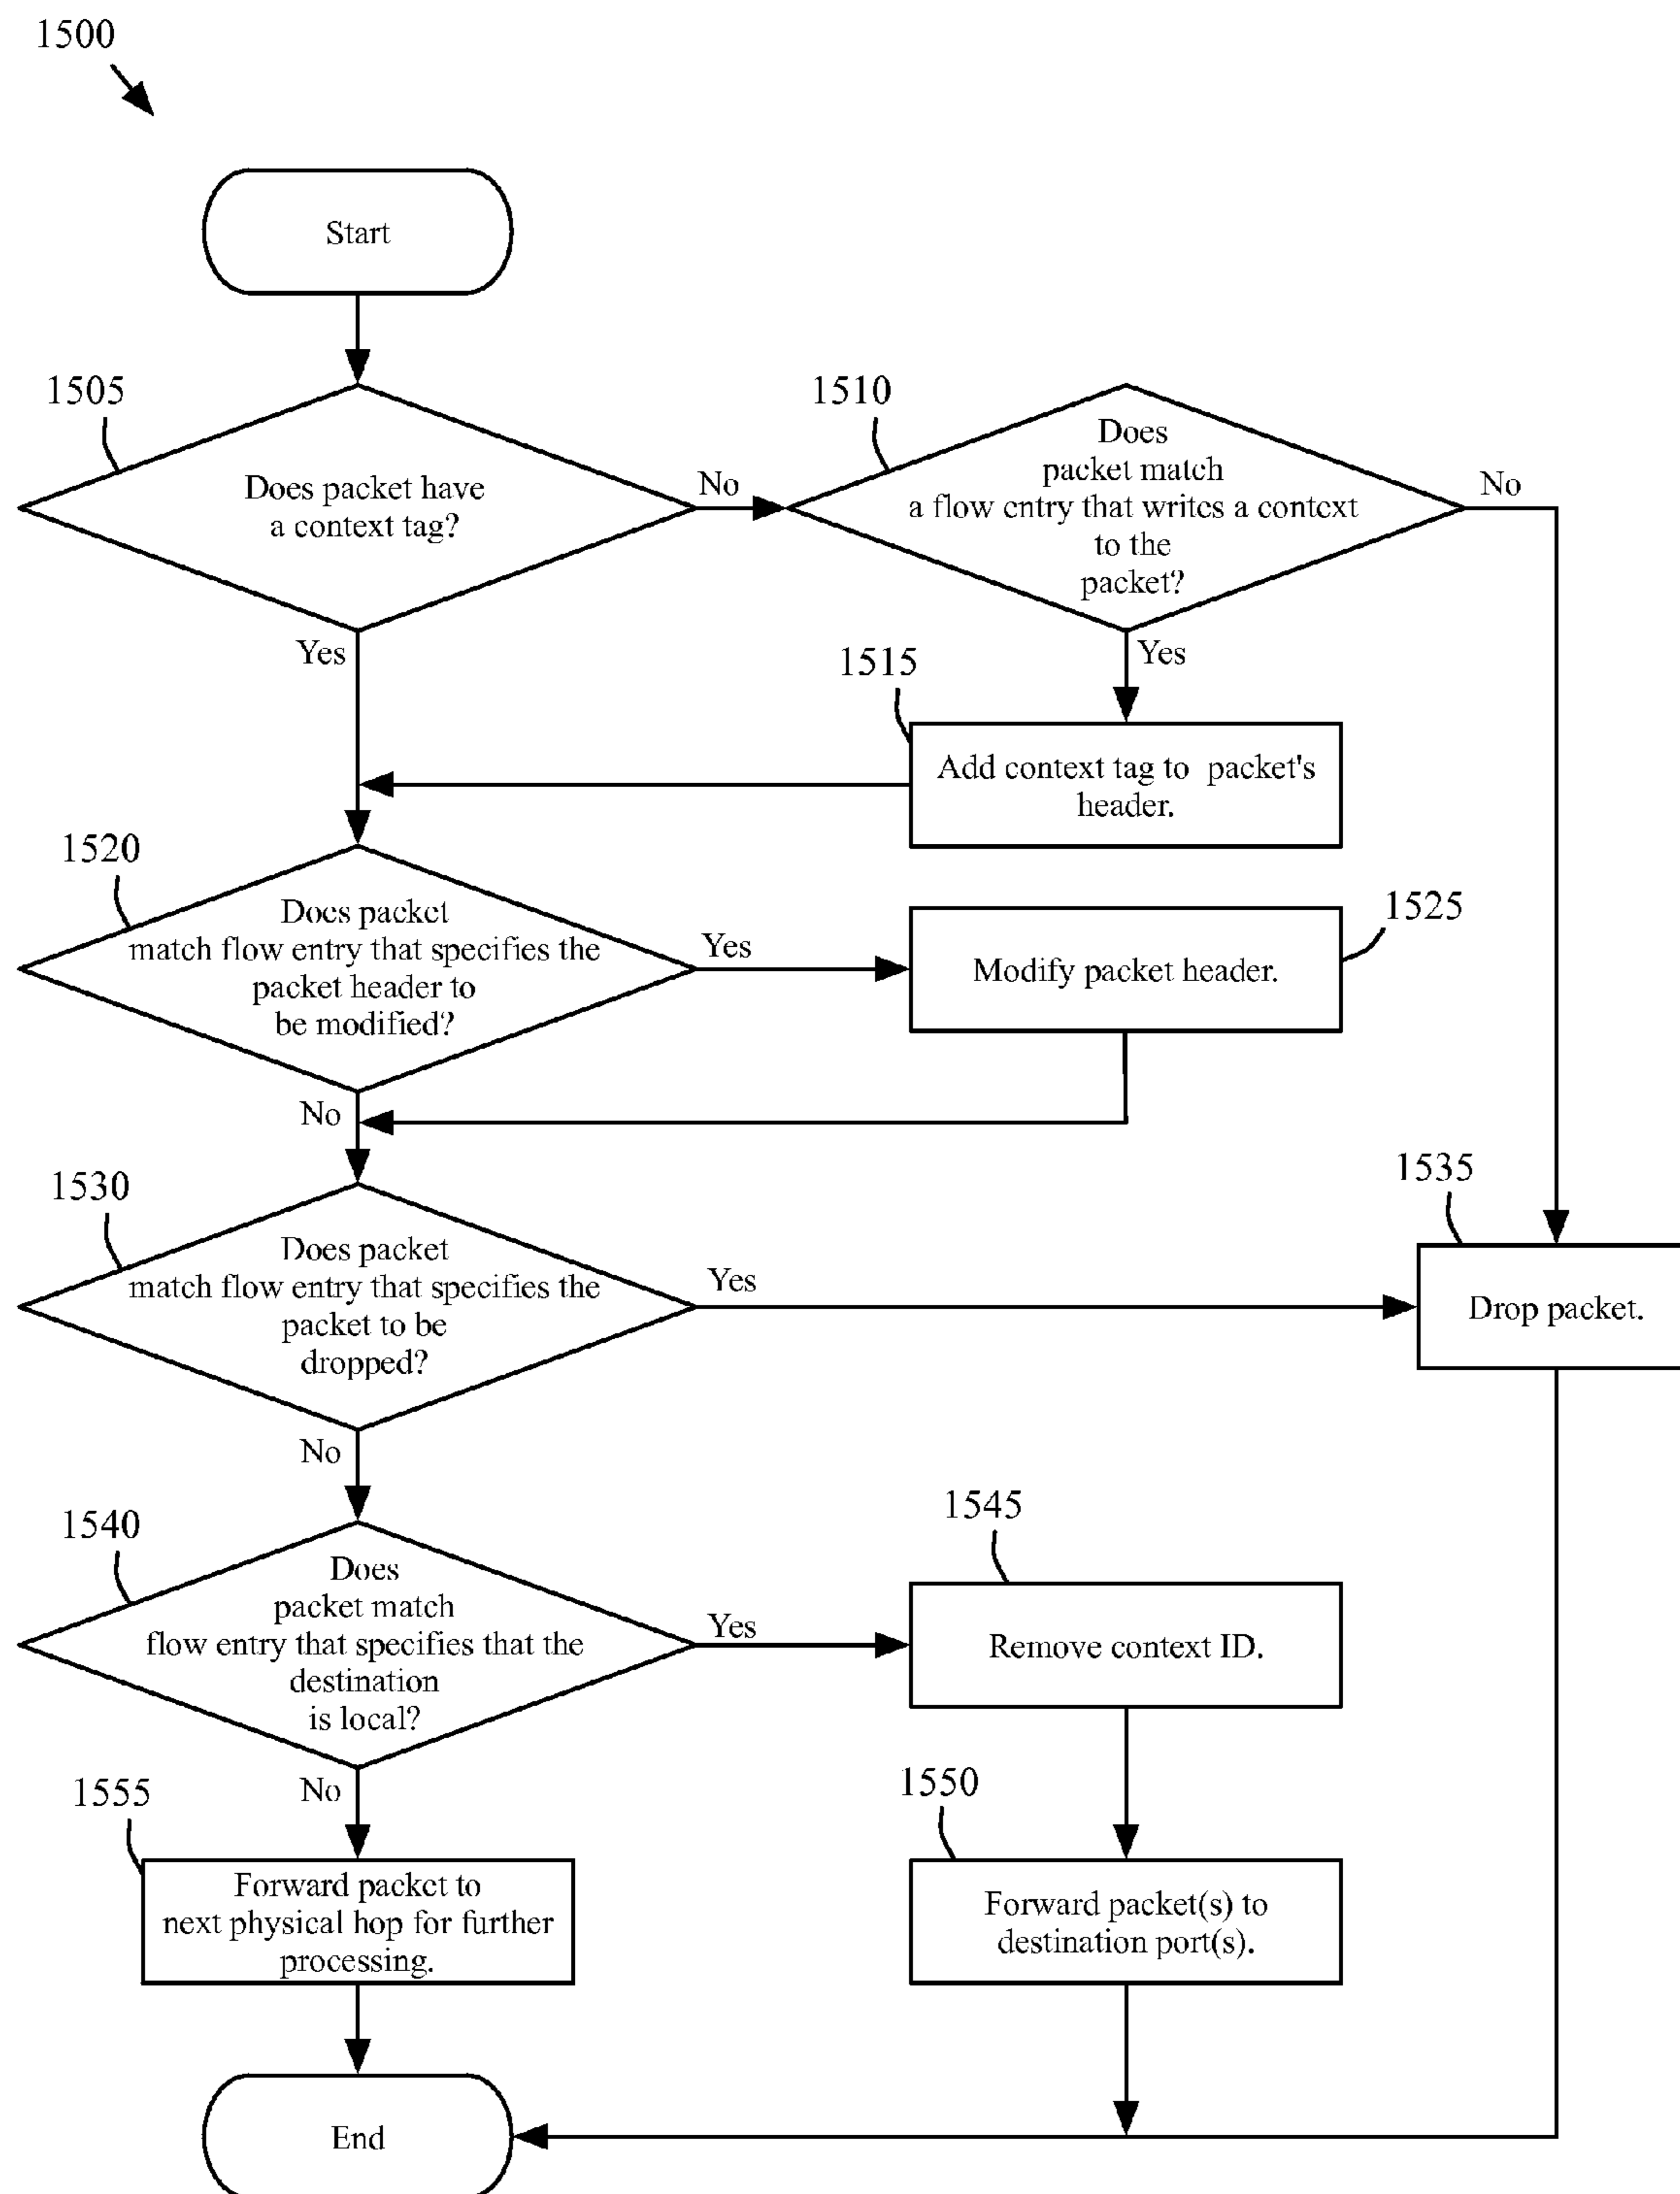 1500
Start
1505
Does packet have
a context tag?
No
1510
Does
packet match
a flow entry that writes a context
to the
packet?
No
Yes
Yes
1515
Add context tag to packet's
header.
1520
Does packet
match flow entry that specifies the
packet header to
be modified?
Yes
Modify packet header.
1525
No
1530
Does packet
match flow entry that specifies the
packet to be
dropped?
Yes
1535
Drop packet.
No
1540
Does
packet match
flow entry that specifies that the
destination
is local?
Yes
1545
Remove context ID.
No
1555
Forward packet to
next physical hop for further
processing.
1550
Forward packet(s) to
destination port(s).
End